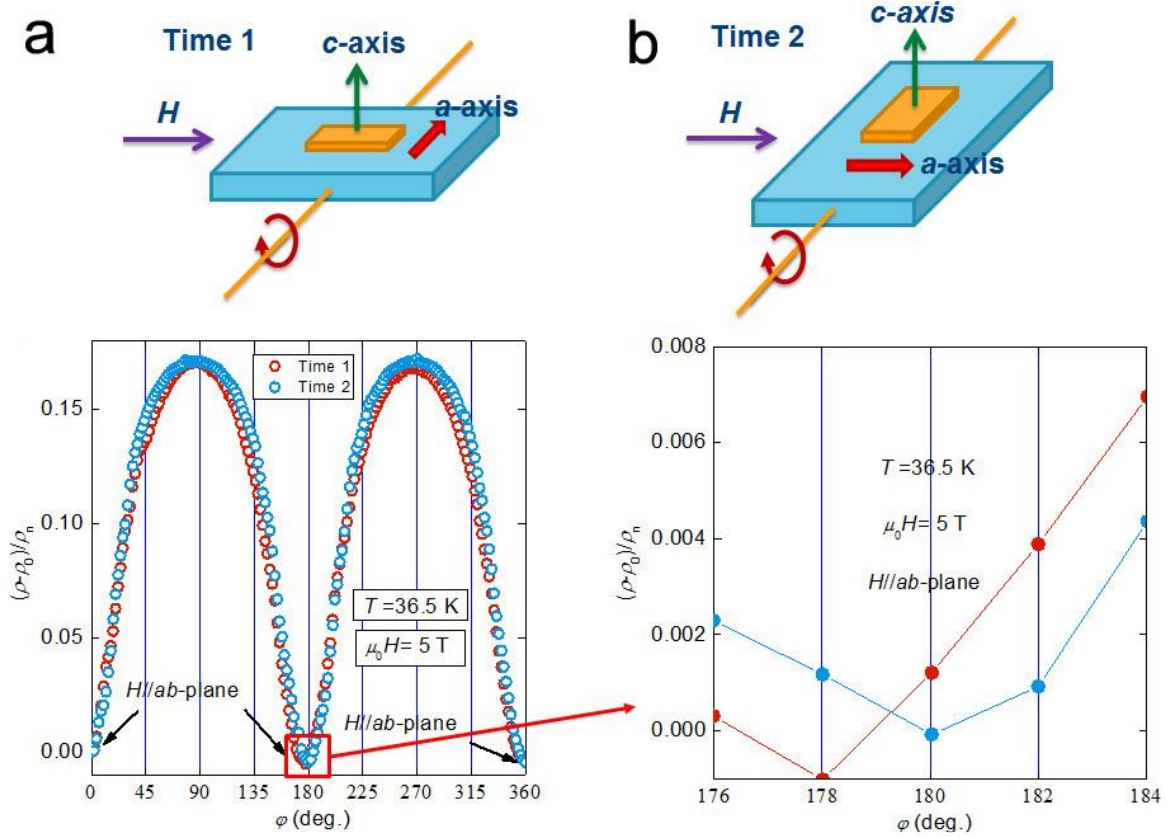 a
Time 1
c-axis
H
a-axis
b
Time 2
c-axis
H
a-axis
(ρ-ρ₀)/ρₙ
0.15
0.10
0.05
0.00
Time 1
Time 2
T =36.5 K
μ₀H= 5 T
H//ab-plane
H//ab-plane
0 45 90 135 180 225 270 315 360
φ (deg.)
(ρ-ρ₀)/ρₙ
0.008
0.006
0.004
0.002
0.000
T =36.5 K
μ₀H= 5 T
H//ab-plane
176 178 180 182 184
φ (deg.)